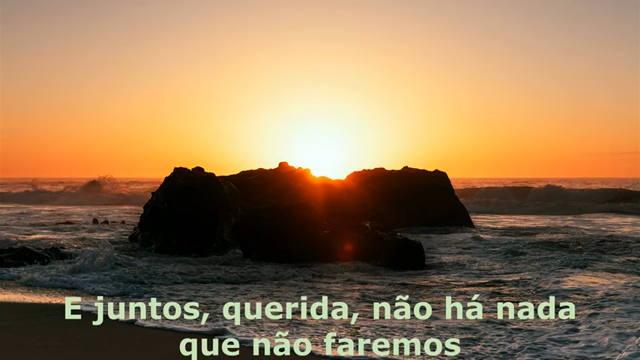 E juntos, querida, não há nada
que não faremos